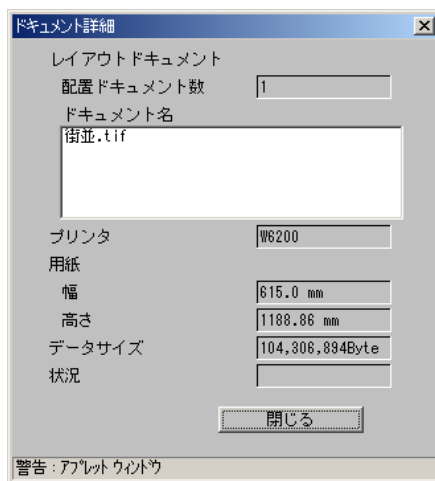 ドキュメント詳細
レイアウトドキュメント
配置ドキュメント数 1
ドキュメント名
街並.tif
プリンタ W6200
用紙
幅 615.0 mm
高さ 1188.86 mm
データサイズ 104,306,894Byte
状況
閉じる
警告 : アプレット ウィンドウ